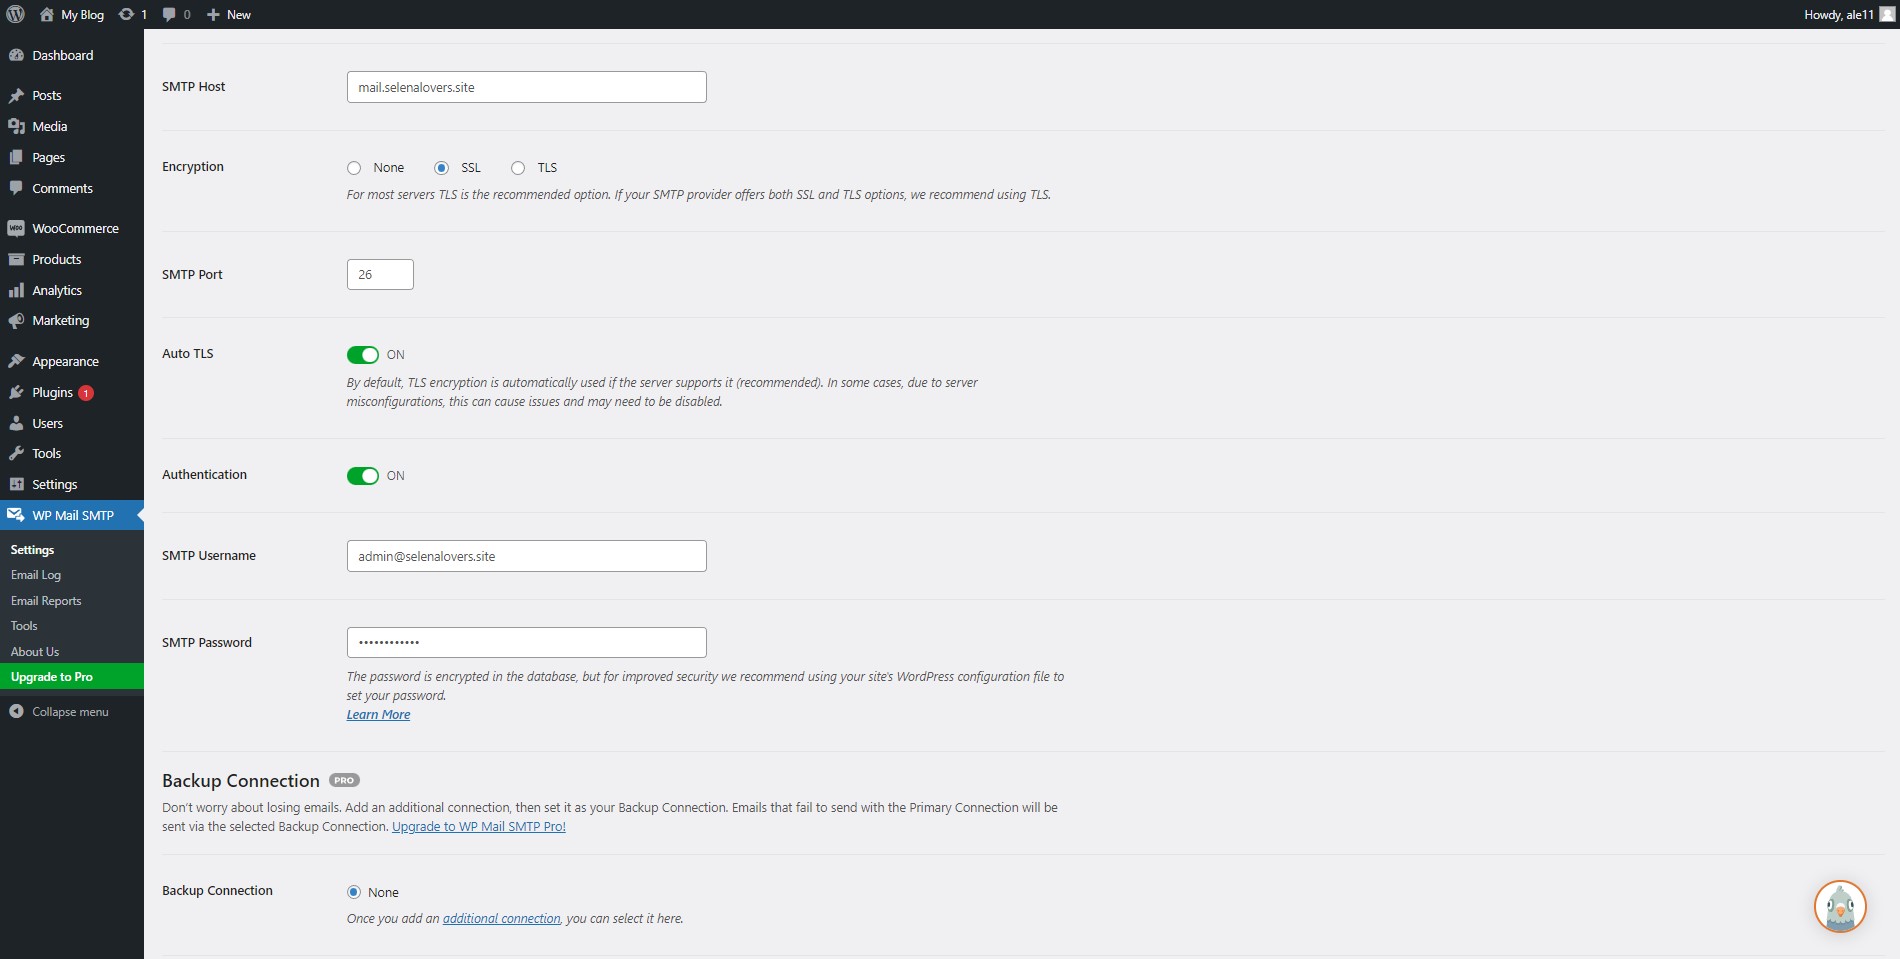 My Blog 1 0 New Howdy, ale11
Dashboard
Posts
Media
Pages
Comments
WooCommerce
Products
Analytics
Marketing
Appearance
Plugins 1
Users
Tools
Settings
WP Mail SMTP
Settings
Email Log
Email Reports
Tools
About Us
Upgrade to Pro
Collapse menu
SMTP Host
mail.selenalovers.site
Encryption
None SSL TLS
For most servers TLS is the recommended option. If your SMTP provider offers both SSL and TLS options, we recommend using TLS.
SMTP Port
26
Auto TLS
ON
By default, TLS encryption is automatically used if the server supports it (recommended). In some cases, due to server
misconfigurations, this can cause issues and may need to be disabled.
Authentication
ON
SMTP Username
admin@selenalovers.site
SMTP Password
••••••••••••
The password is encrypted in the database, but for improved security we recommend using your site's WordPress configuration file to
set your password.
Learn More
Backup Connection PRO
Don't worry about losing emails. Add an additional connection, then set it as your Backup Connection. Emails that fail to send with the Primary Connection will be
sent via the selected Backup Connection. Upgrade to WP Mail SMTP Pro!
Backup Connection
None
Once you add an additional connection, you can select it here.